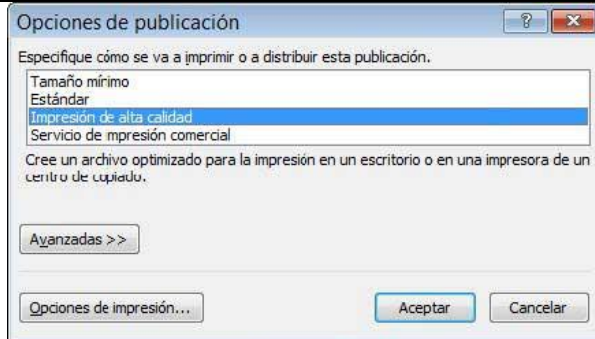 Opciones de publicación
Especifique cómo se va a imprimir o a distribuir esta publicación.
Tamaño mínimo
Estándar
Impresión de alta calidad
Servicio de mpresión comercial
Cree un archivo optimizado para la impresión en un escritorio o en una impresora de un
centro de copiado.
Avanzadas >>
Opciones de impresión...
Aceptar
Cancelar